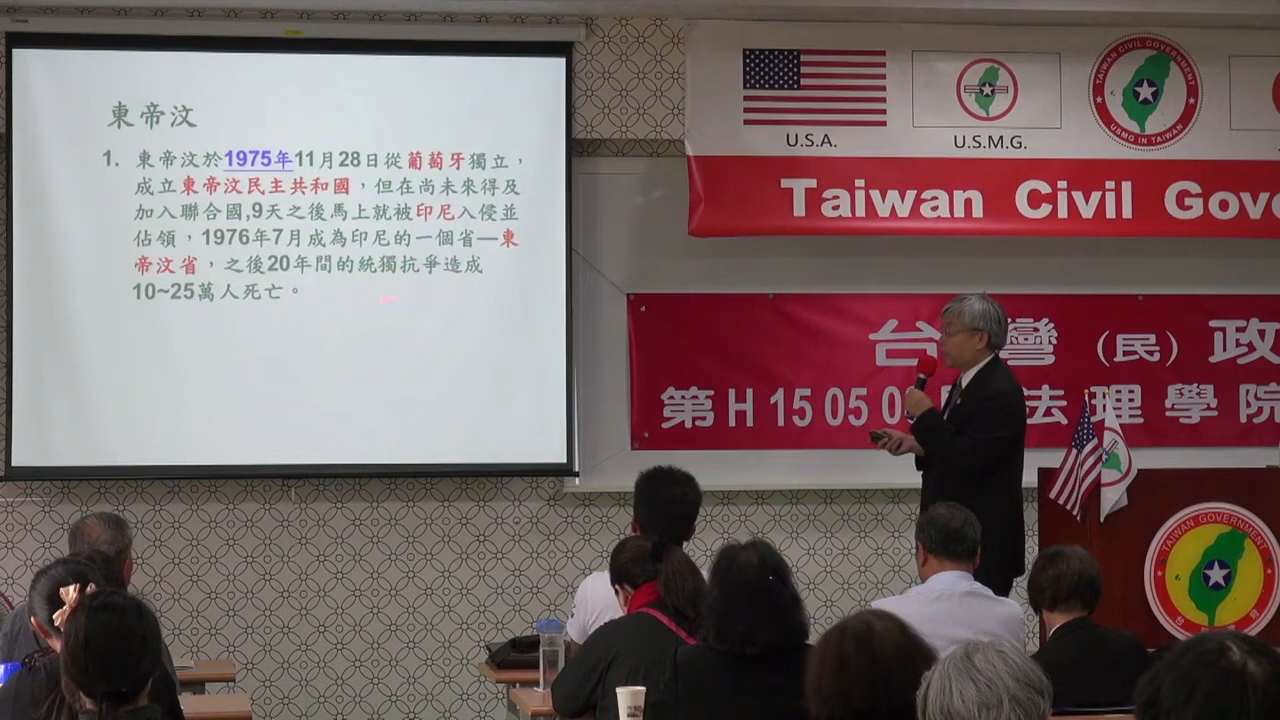 東帝汶
1. 東帝汶於1975年11月28日從葡萄牙獨立，
成立東帝汶民主共和國，但在尚未來得及
加入聯合國,9天之後馬上就被印尼入侵並
佔領，1976年7月成為印尼的一個省—東
帝汶省，之後20年間的統獨抗爭造成
10~25萬人死亡。
U.S.A.
U.S.M.G.
TAIWAN CIVIL GOVERNMENT
USMG IN TAIWAN
Taiwan Civil Gove
台灣（民）政
第H15050 法理學院
TAIWAN GOVERNMENT